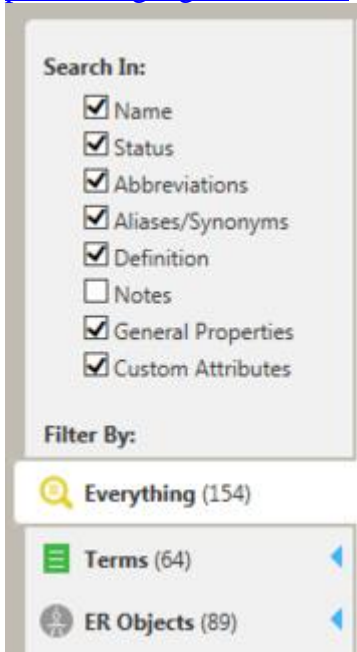 Search In:
Name
Status
Abbreviations
Aliases/Synonyms
Definition
Notes
General Properties
Custom Attributes
Filter By:
Everything (154)
Terms (64)
ER Objects (89)